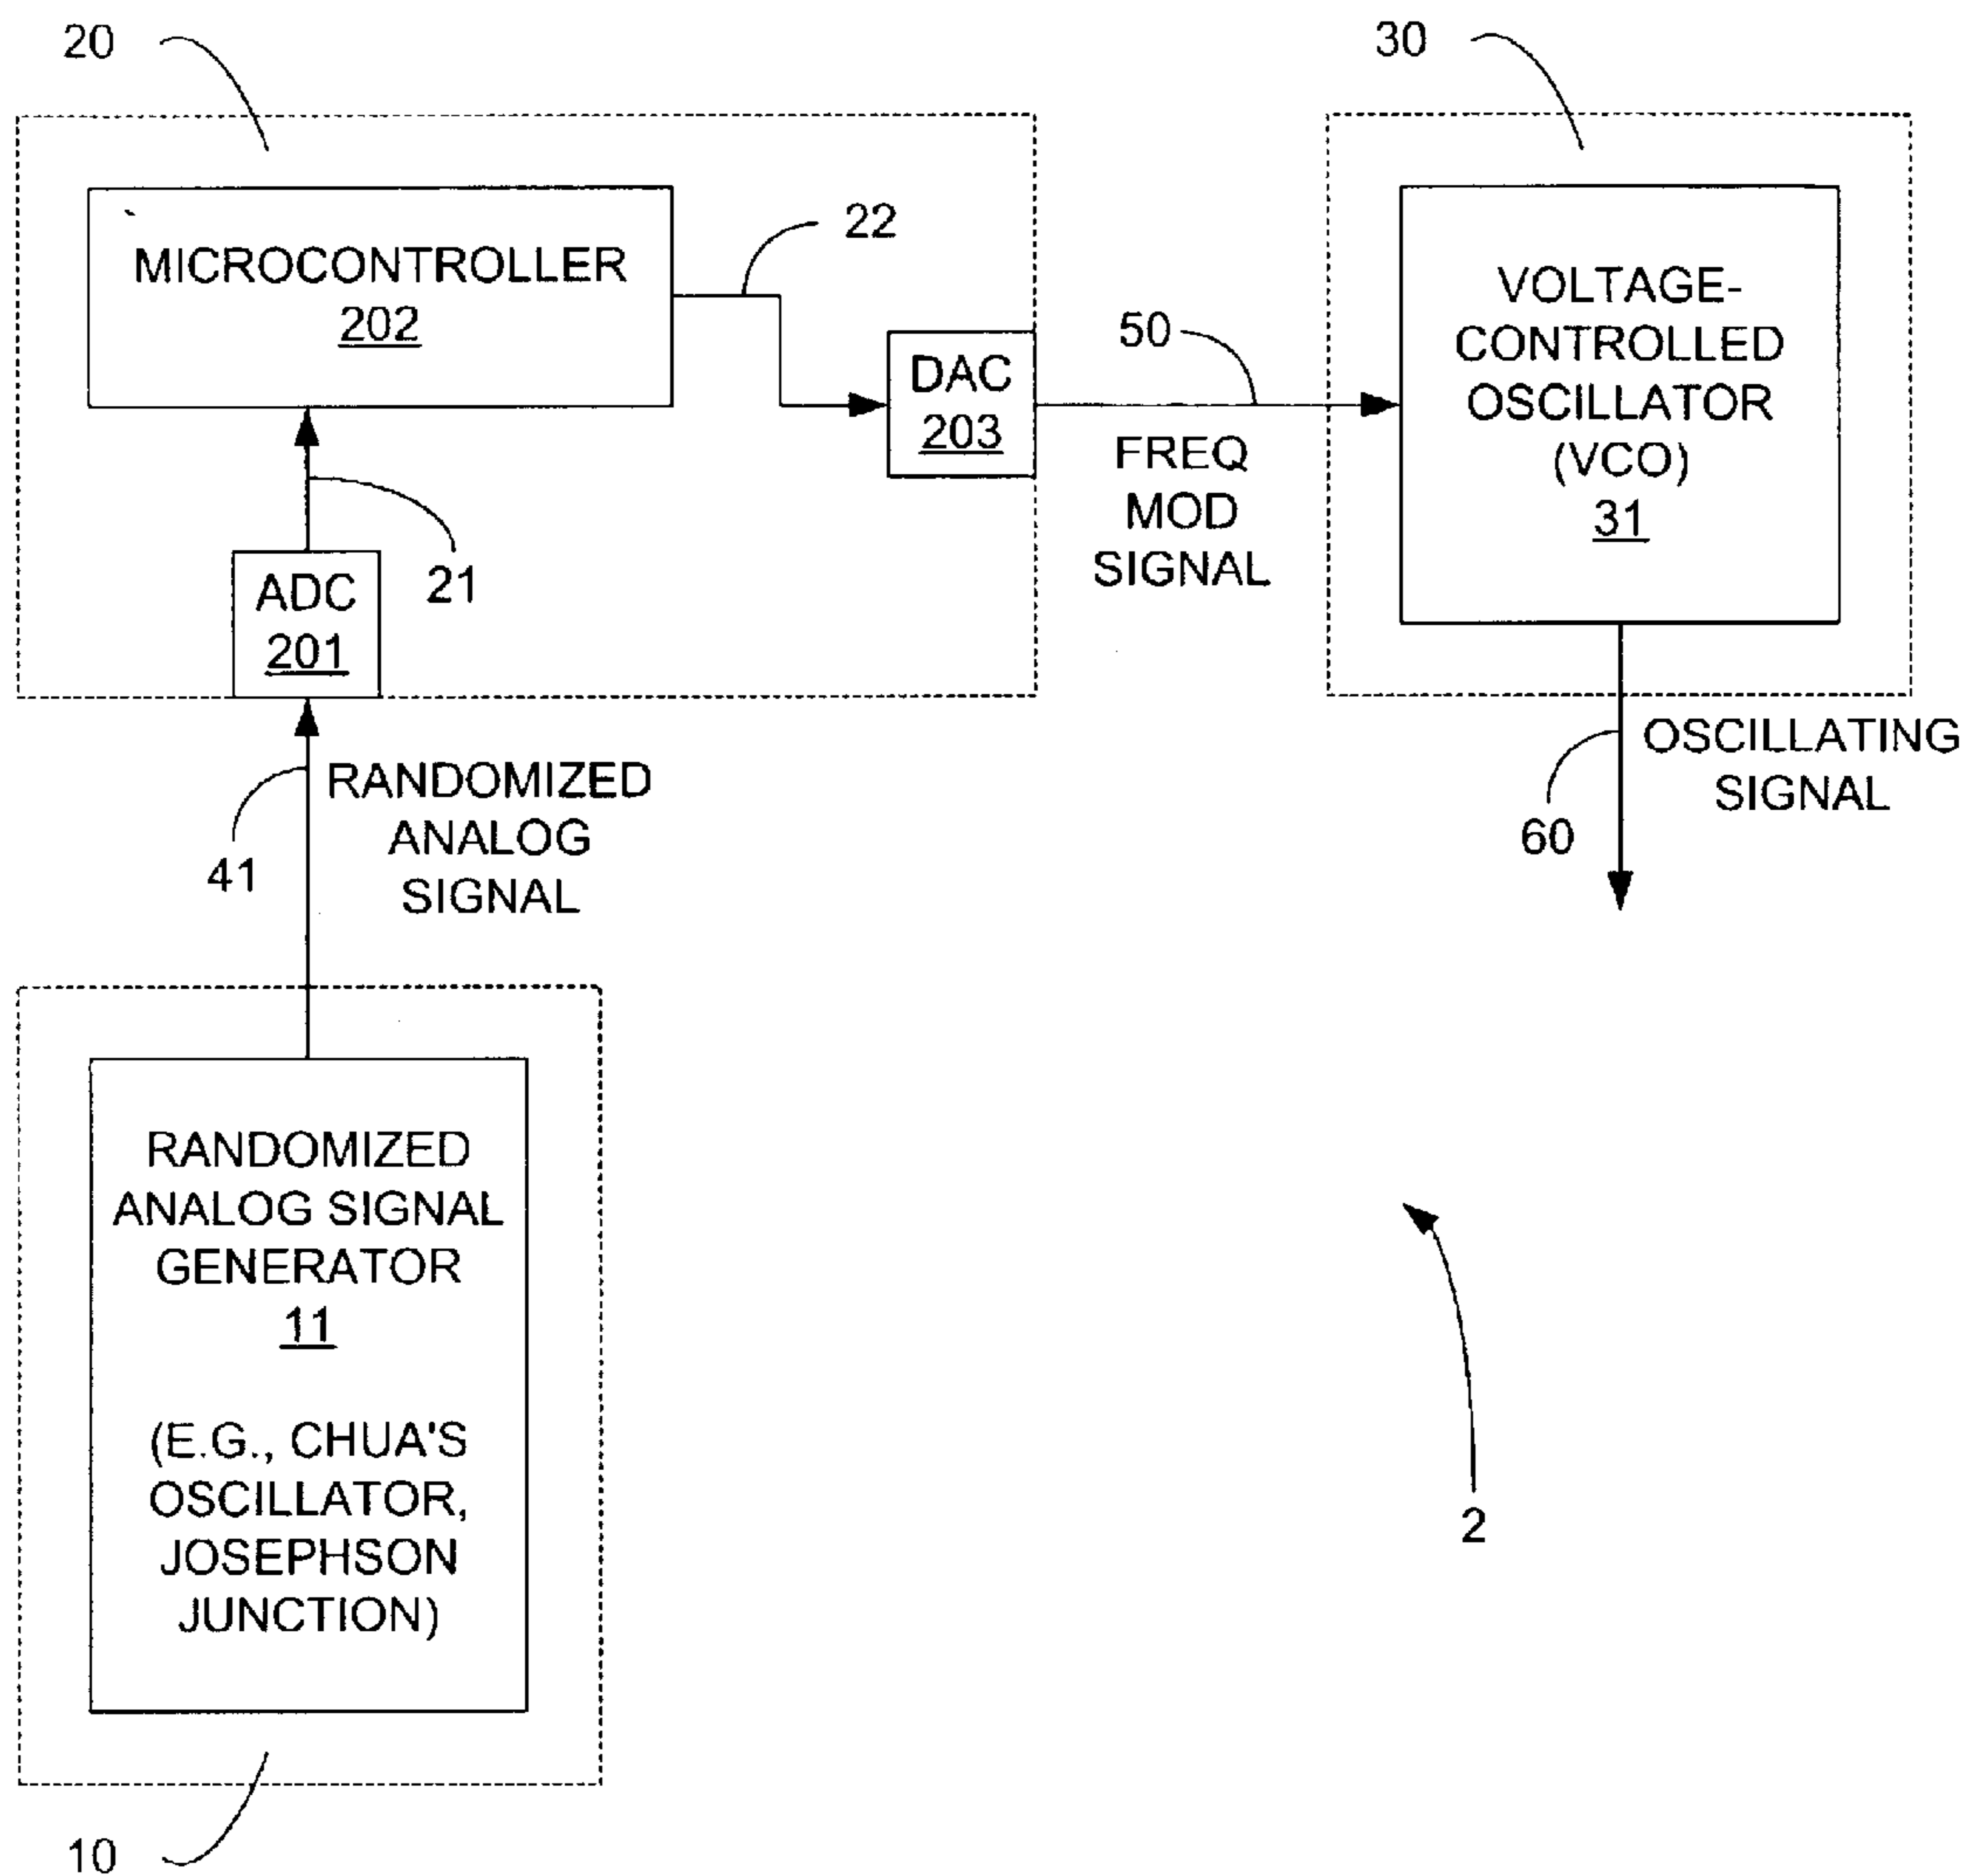 20
30
MICROCONTROLLER
202
22
VOLTAGE-
CONTROLLED
OSCILLATOR
(VCO)
31
50
DAC
203
FREQ
MOD
SIGNAL
ADC
201
21
41
RANDOMIZED
ANALOG
SIGNAL
OSCILLATING
SIGNAL
60
RANDOMIZED
ANALOG SIGNAL
GENERATOR
11
(E.G., CHUA'S
OSCILLATOR,
JOSEPHSON
JUNCTION)
2
10